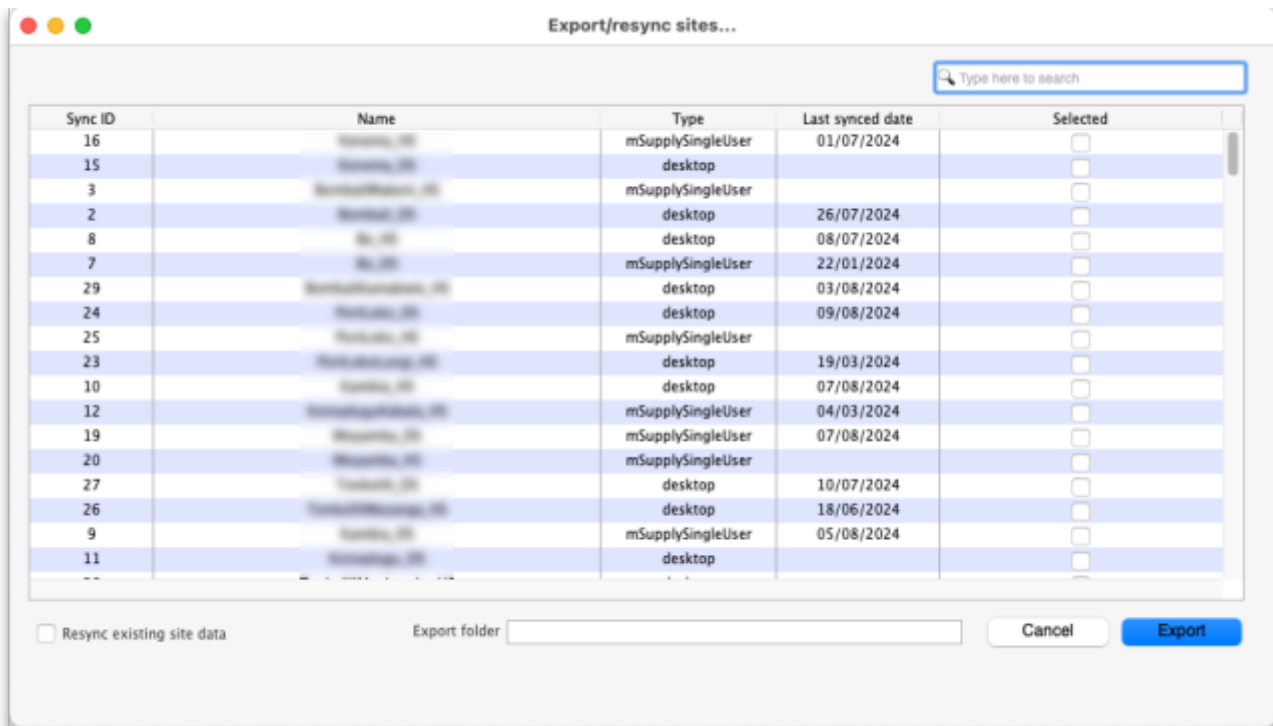 Export/resync sites...
Type here to search
Sync ID Name Type Last synced date Selected
16 mSupplySingleUser 01/07/2024
15 desktop
3 mSupplySingleUser
2 desktop 26/07/2024
8 desktop 08/07/2024
7 mSupplySingleUser 22/01/2024
29 desktop 03/08/2024
24 desktop 09/08/2024
25 mSupplySingleUser
23 desktop 19/03/2024
10 desktop 07/08/2024
12 mSupplySingleUser 04/03/2024
19 mSupplySingleUser 07/08/2024
20 mSupplySingleUser
27 desktop 10/07/2024
26 desktop 18/06/2024
9 mSupplySingleUser 05/08/2024
11 desktop
Resync existing site data Export folder Cancel Export